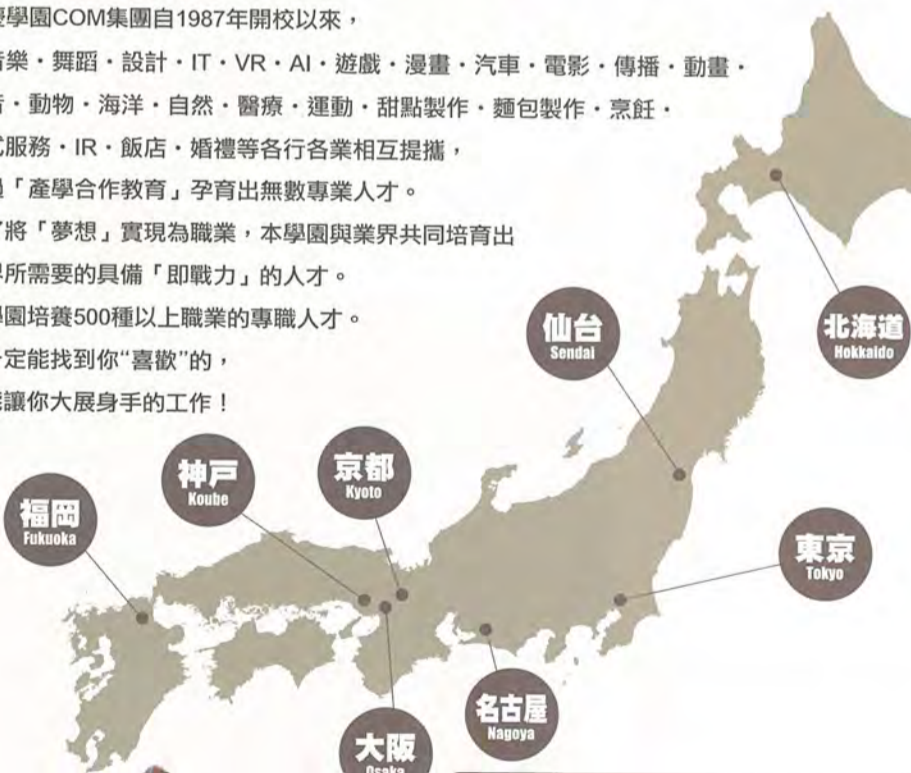 學園COM集團自1987年開校以來，
樂・舞蹈・設計・IT・VR・AI・遊戲・漫畫・汽車・電影・傳播・動畫・
・動物・海洋・自然・醫療・運動・甜點製作・麵包製作・烹飪・
式服務・IR・飯店・婚禮等各行各業相互提攜，
「產學合作教育」孕育出無數專業人才。
將「夢想」實現為職業，本學園與業界共同培育出
所需要的具備「即戰力」的人才。
學園培養500種以上職業的專職人才。
定能找到你“喜歡”的，
讓你大展身手的工作！
北海道
Hokkaido
仙台
Sendai
京都
Kyoto
神戸
Koube
福岡
Fukuoka
東京
Tokyo
名古屋
Nagoya
大阪
Osaka